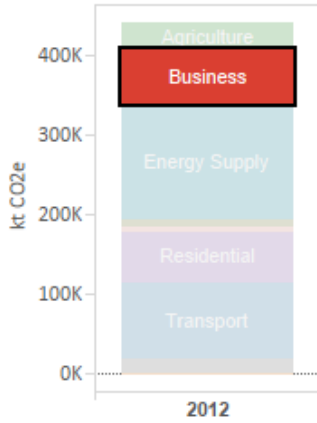 Agriculture
400K
Business
300K
Energy Supply
kt CO2e
200K
Residential
100K
Transport
0K
2012